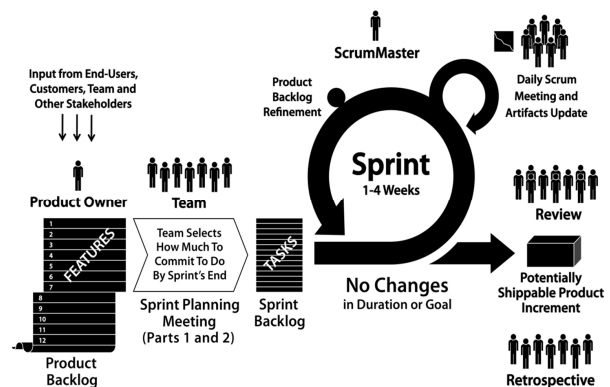 ScrumMaster
Input from End-Users,
Customers, Team and
Other Stakeholders
Product Backlog
Refinement
Daily Scrum
Meeting and
Artifacts Update
Product Owner
Team
Sprint
1-4 Weeks
Review
1
2
3
4
5
6
7
FEATURES
8
9
10
11
12
Product
Backlog
Team Selects
How Much To
Commit To Do
By Sprint's End
Sprint Planning
Meeting
(Parts 1 and 2)
TASKS
Sprint
Backlog
No Changes
in Duration or Goal
Potentially
Shippable Product
Increment
Retrospective